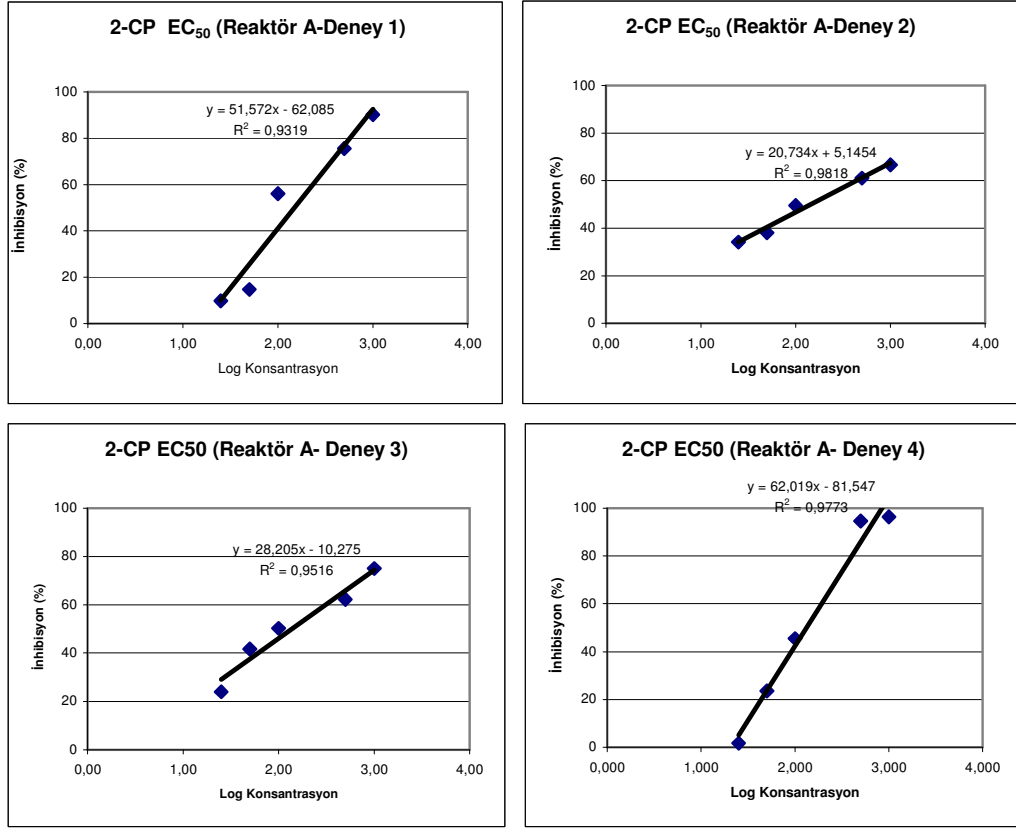 2-CP EC50 (Reaktör A-Deney 1)
y = 51,572x - 62,085
R2 = 0,9319
100
80
60
40
20
0
0,00 1,00 2,00 3,00 4,00
Log Konsantrasyon
İnhibisyon (%)
2-CP EC50 (Reaktör A-Deney 2)
y = 20,734x + 5,1454
R2 = 0,9818
100
80
60
40
20
0
0,00 1,00 2,00 3,00 4,00
Log Konsantrasyon
İnhibisyon (%)
2-CP EC50 (Reaktör A- Deney 3)
y = 28,205x - 10,275
R2 = 0,9516
100
80
60
40
20
0
0,00 1,00 2,00 3,00 4,00
Log Konsantrasyon
İnhibisyon (%)
2-CP EC50 (Reaktör A- Deney 4)
y = 62,019x - 81,547
R2 = 0,9773
100
80
60
40
20
0
0,000 1,000 2,000 3,000 4,000
Log Konsantrasyon
İnhibisyon (%)